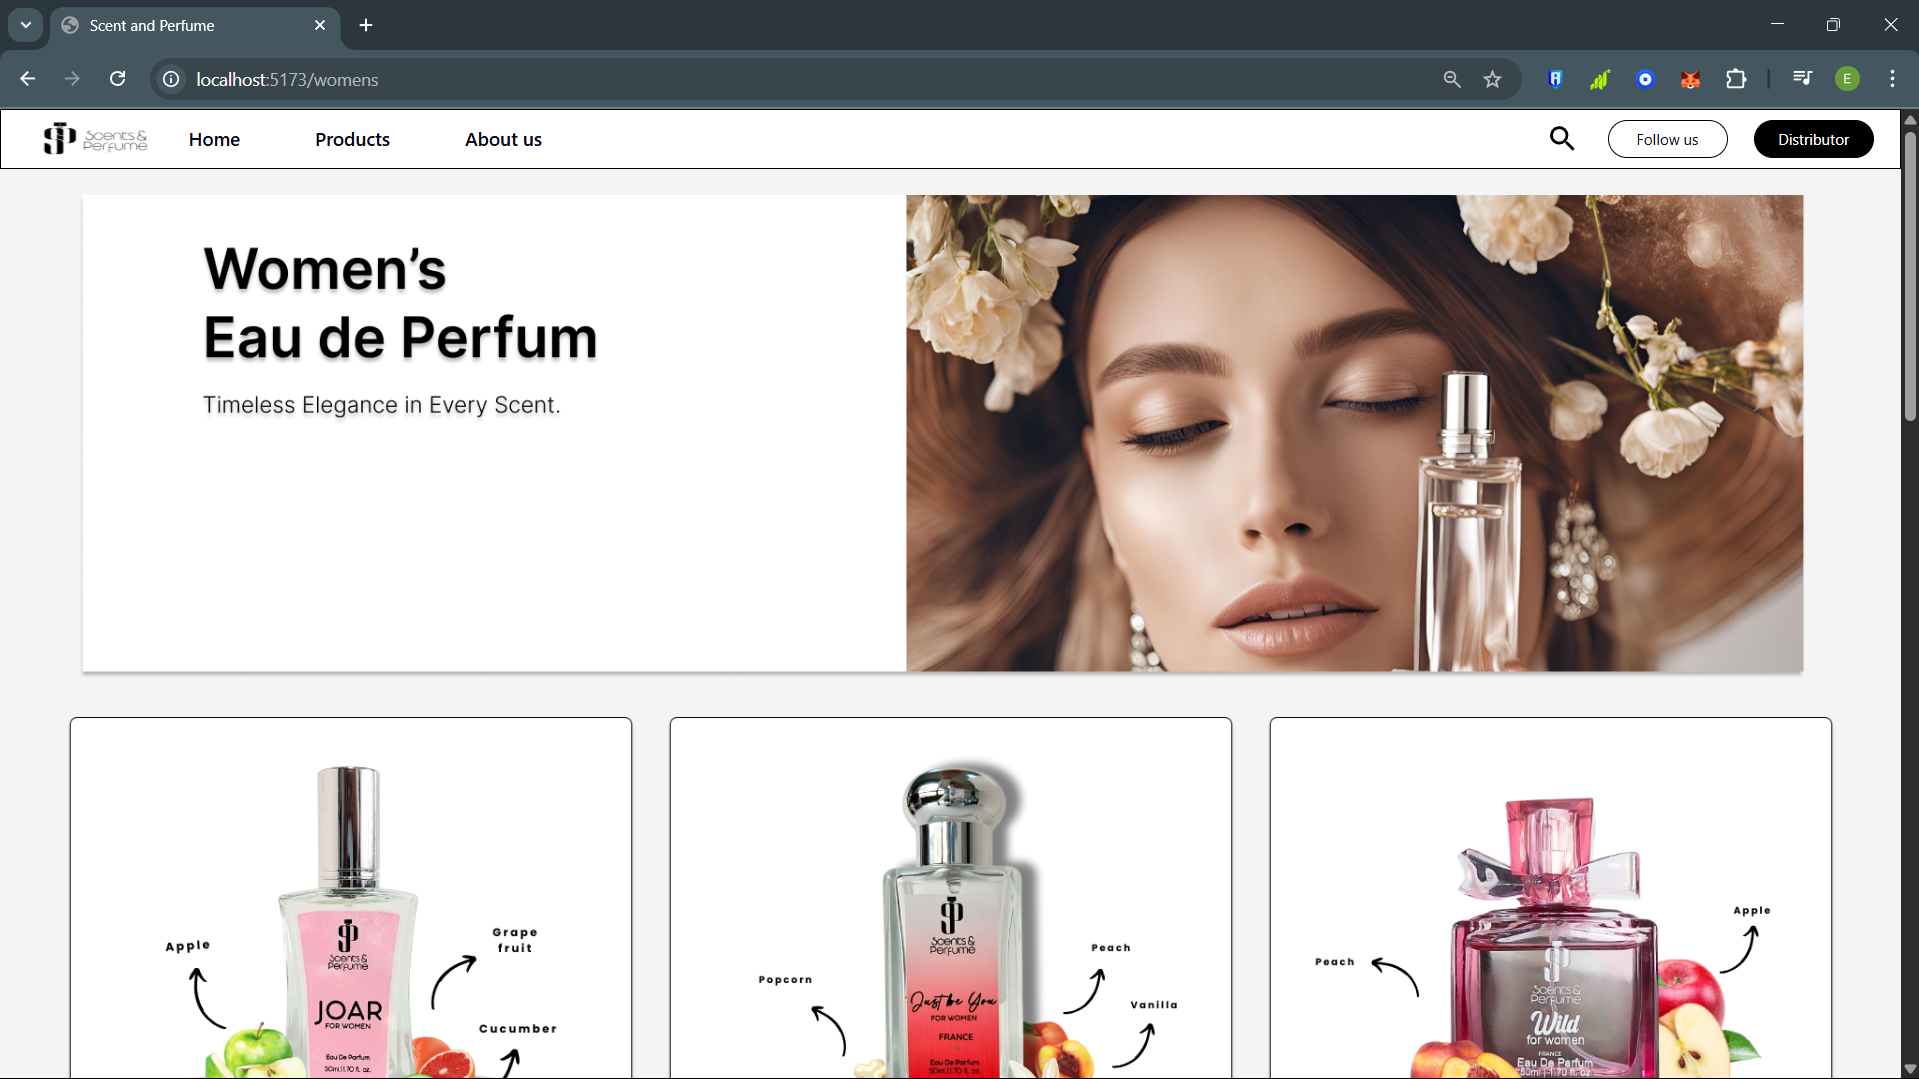 Scent and Perfume
localhost:5173/womens
E
Scents &
Perfume
Home
Products
About us
Follow us
Distributor
Women’s
Eau de Perfum
Timeless Elegance in Every Scent.
Apple
Grape
fruit
Cucumber
Scents &
Perfume
JOAR
FOR WOMEN
Eau De Parfum
50ml | 1.70 fl. oz.
Popcorn
Peach
Vanilla
Scents &
Perfume
Just be You
FOR WOMEN
FRANCE
Eau De Parfum
50ml | 1.70 fl. oz.
Peach
Apple
Scents &
Perfume
Wild
for women
FRANCE
Eau De Parfum
50ml | 1.70 fl. oz.